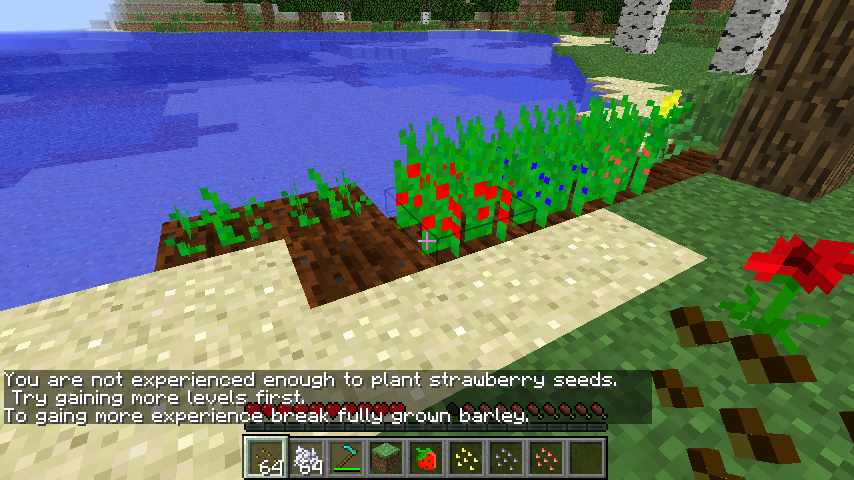 You are not experienced enough to plant strawberry seeds.
Try gaining more levels first.
To gaing more experience break fully grown barley.
64 64